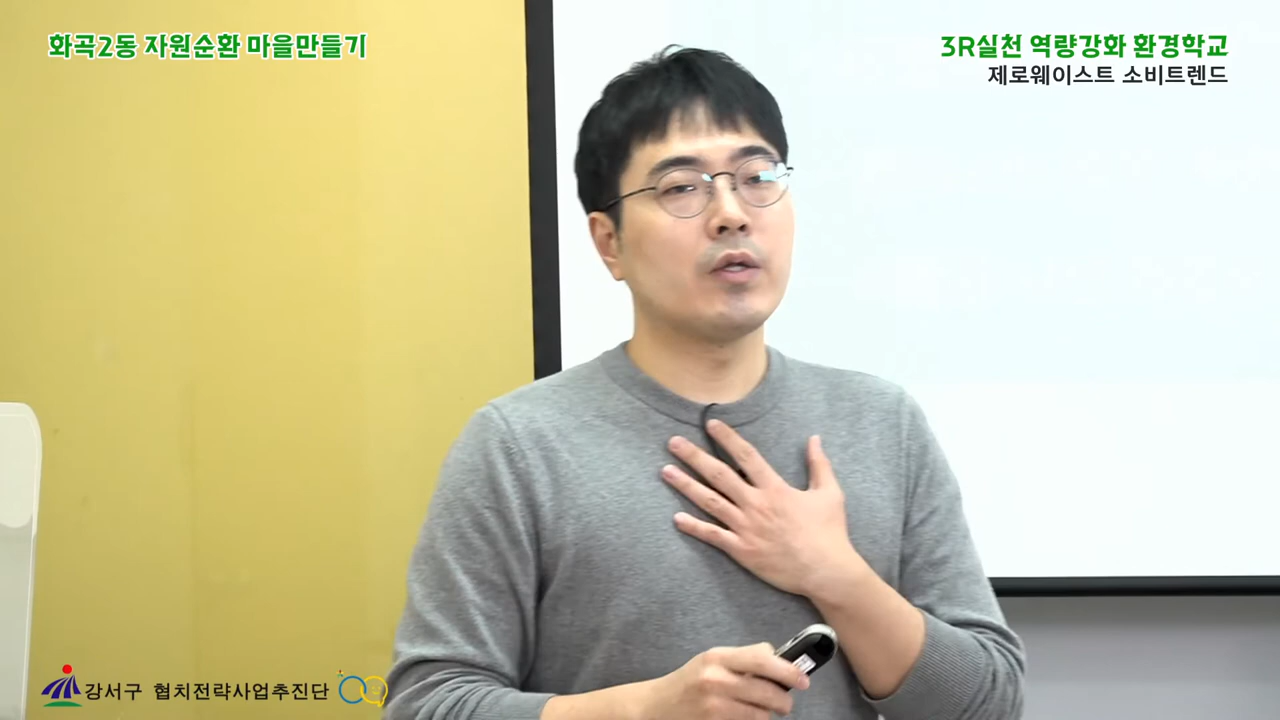 화곡2동 자원순환 마을만들기
3R실천 역량강화 환경학교
제로웨이스트 소비트렌드
강서구 협치전략사업추진단